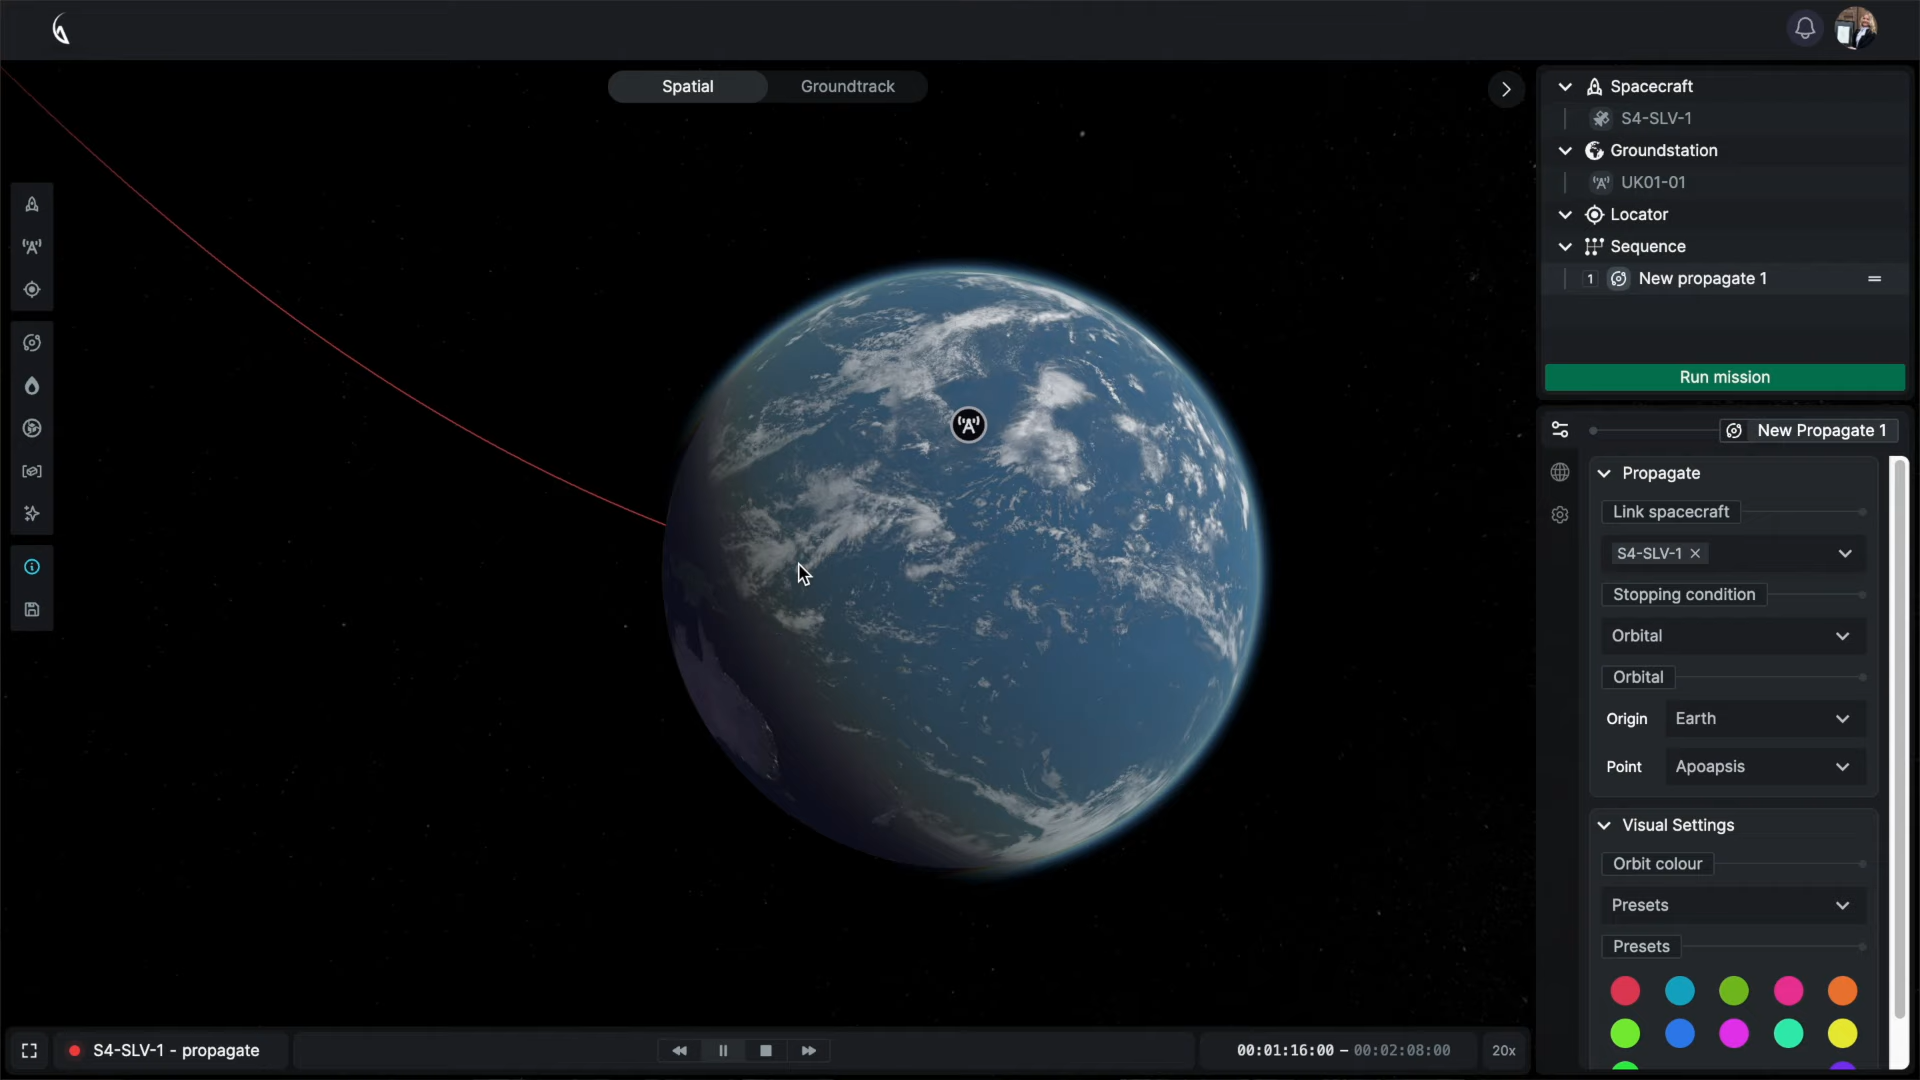 Spatial
Groundtrack
Spacecraft
S4-SLV-1
Groundstation
UK01-01
Locator
Sequence
1 New propagate 1
Run mission
New Propagate 1
Propagate
Link spacecraft
S4-SLV-1
Stopping condition
Orbital
Orbital
Origin Earth
Point Apoapsis
Visual Settings
Orbit colour
Presets
Presets
S4-SLV-1 - propagate
00:01:16:00 – 00:02:08:00
20x